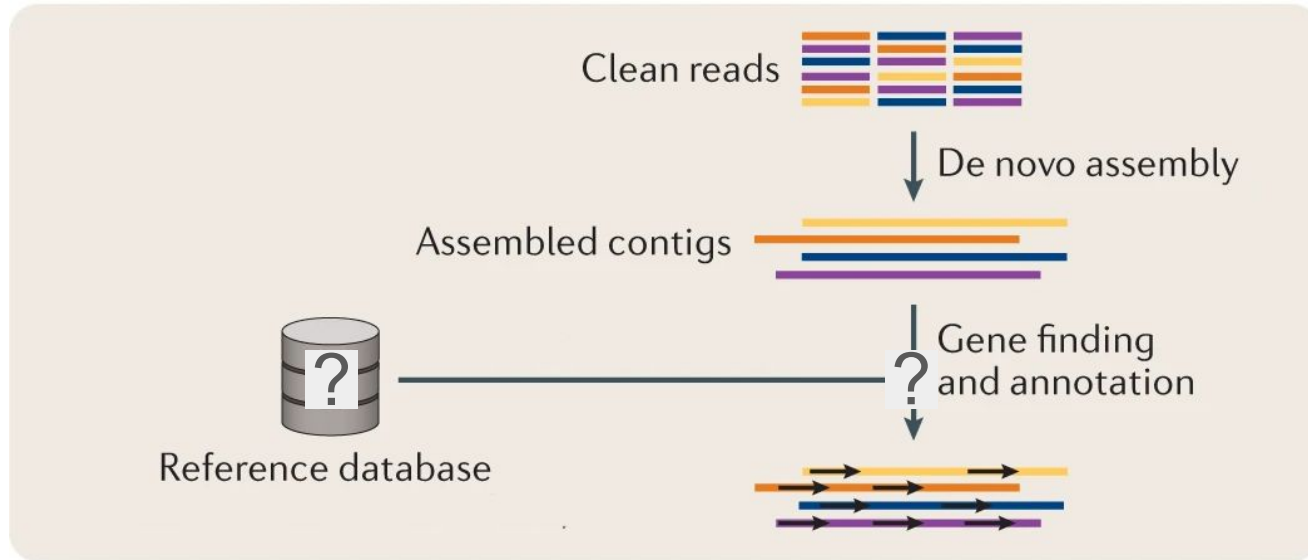 Clean reads
De novo assembly
Assembled contigs
Gene finding
and annotation
?
?
Reference database